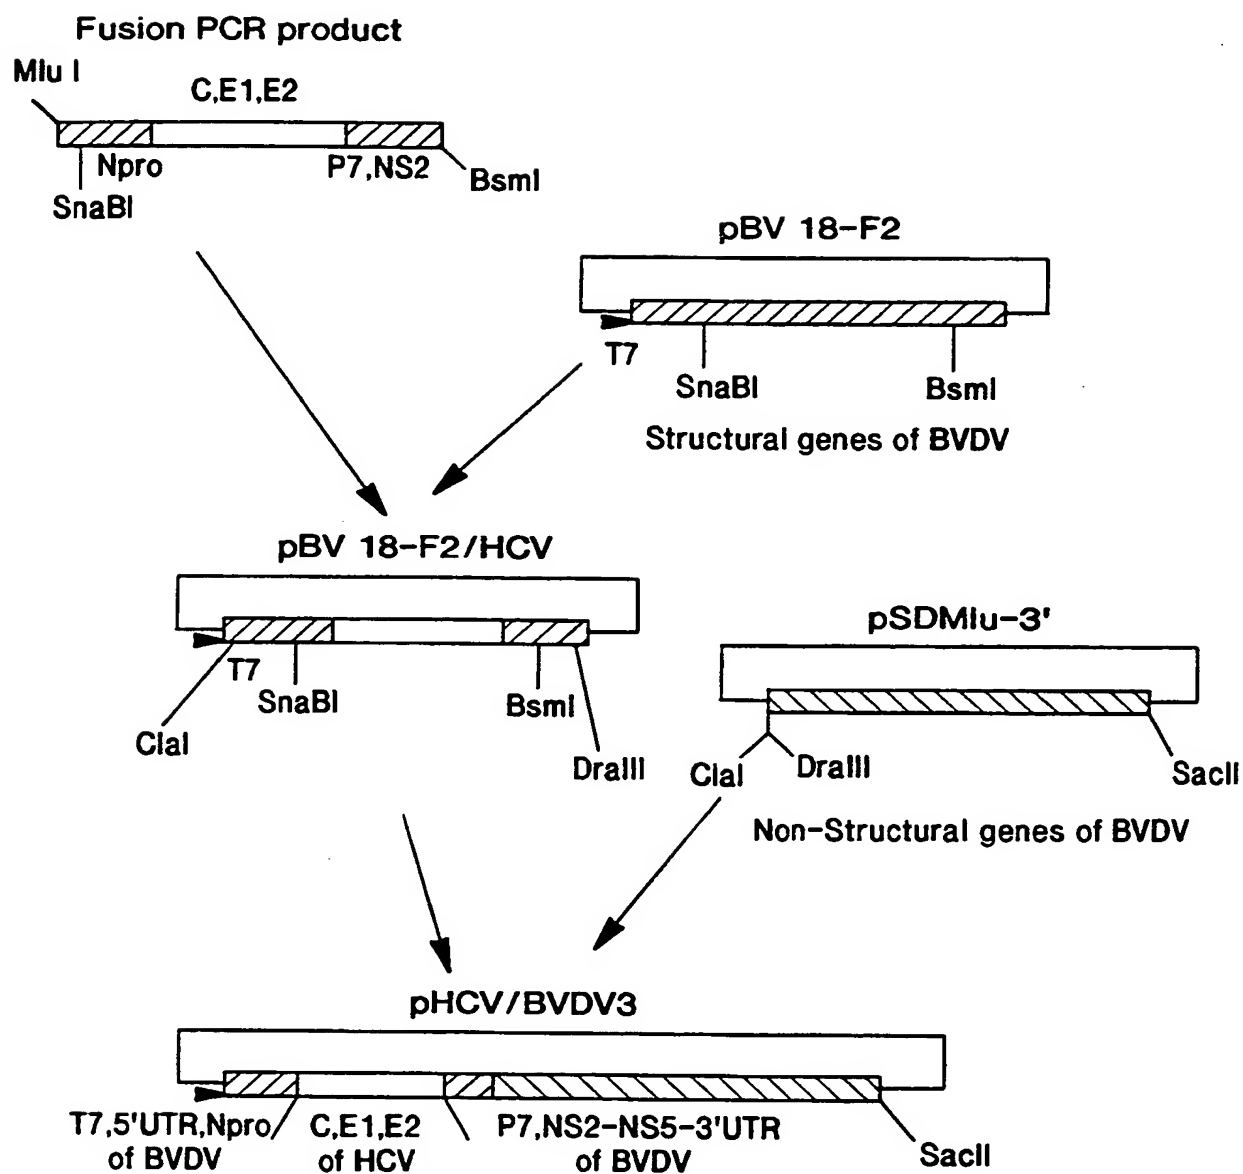 Fusion PCR product
Mlu I
C,E1,E2
Npro
P7,NS2
BsmI
SnaBI
pBV 18-F2
T7
SnaBI
BsmI
Structural genes of BVDV
pBV 18-F2/HCV
T7
SnaBI
BsmI
ClaI
DraIII
pSDMlu-3'
ClaI
DraIII
SacII
Non-Structural genes of BVDV
pHCV/BVDV3
T7,5'UTR,Npro
of BVDV
C,E1,E2
of HCV
P7,NS2-NS5-3'UTR
of BVDV
SacII